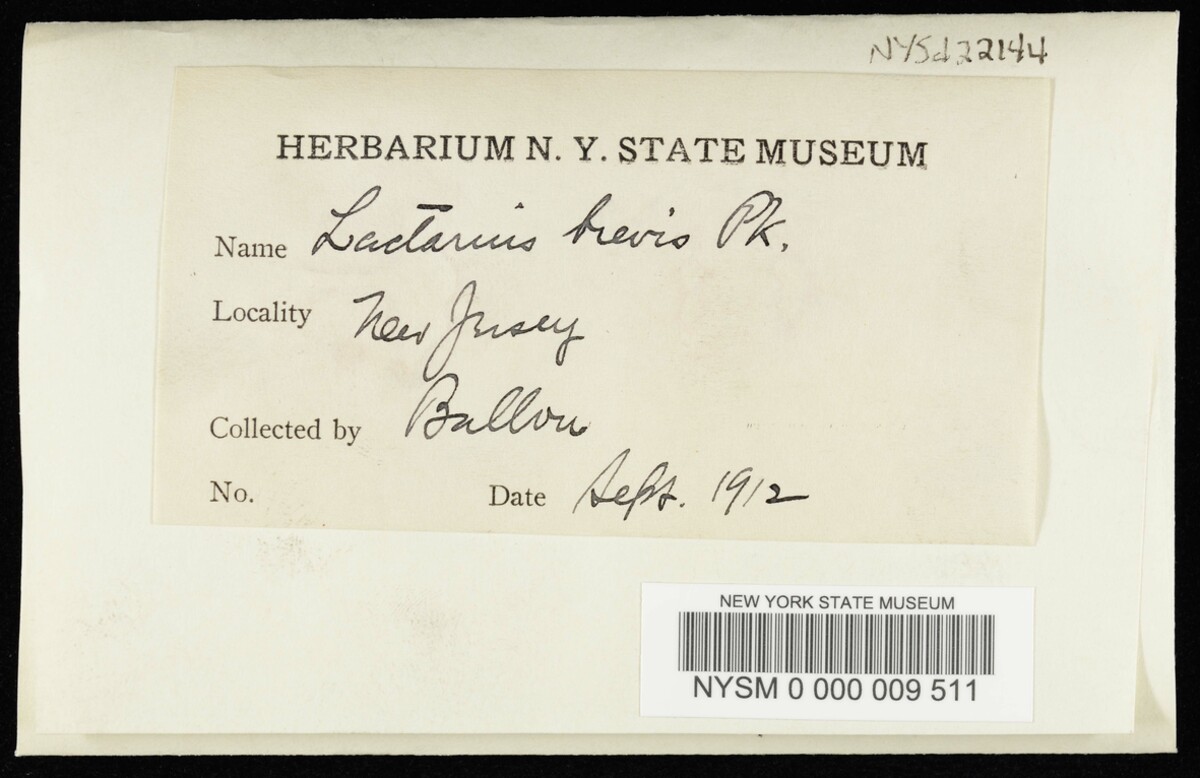 NYSd22144
HERBARIUM N. Y. STATE MUSEUM
Name Lactarius brevis Pk.
Locality New Jersey
Collected by Ballou
No. Date Sept. 1912
NEW YORK STATE MUSEUM
NYSM 0 000 009 511